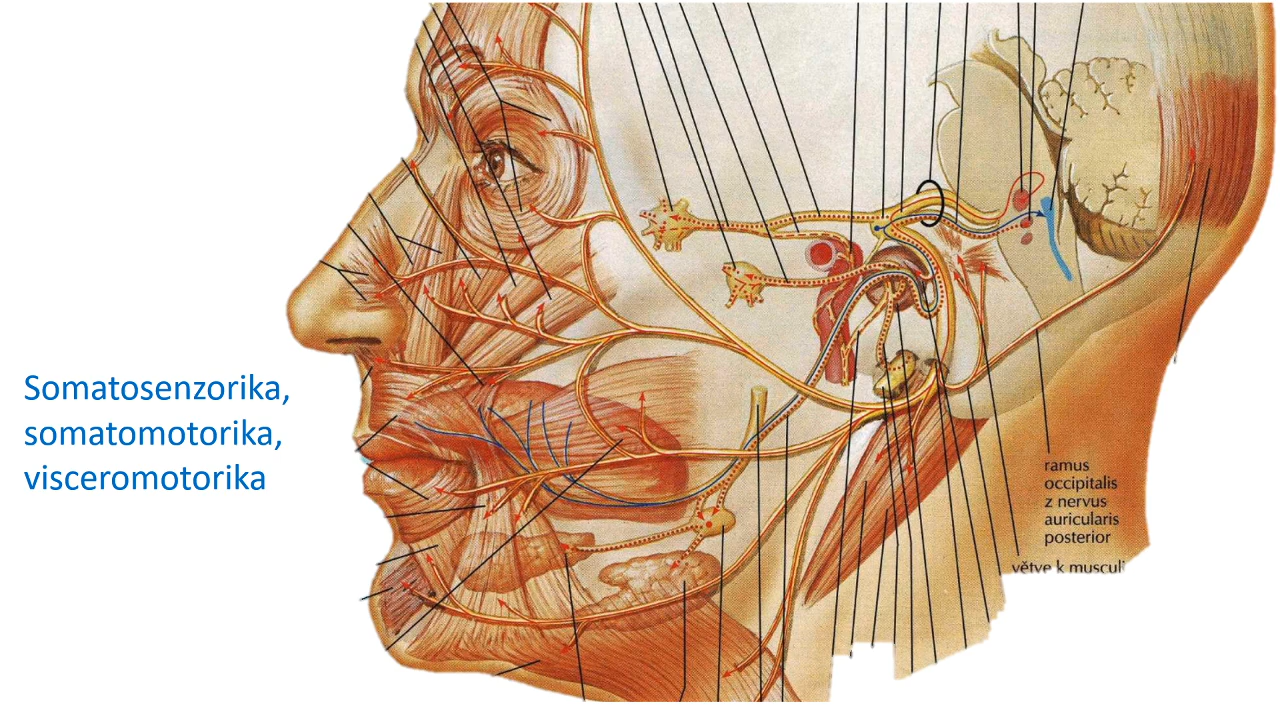 Somatosenzorika,
somatomotorika,
visceromotorika
ramus
occipitalis
z nervus
auricularis
posterior
větve k musculi